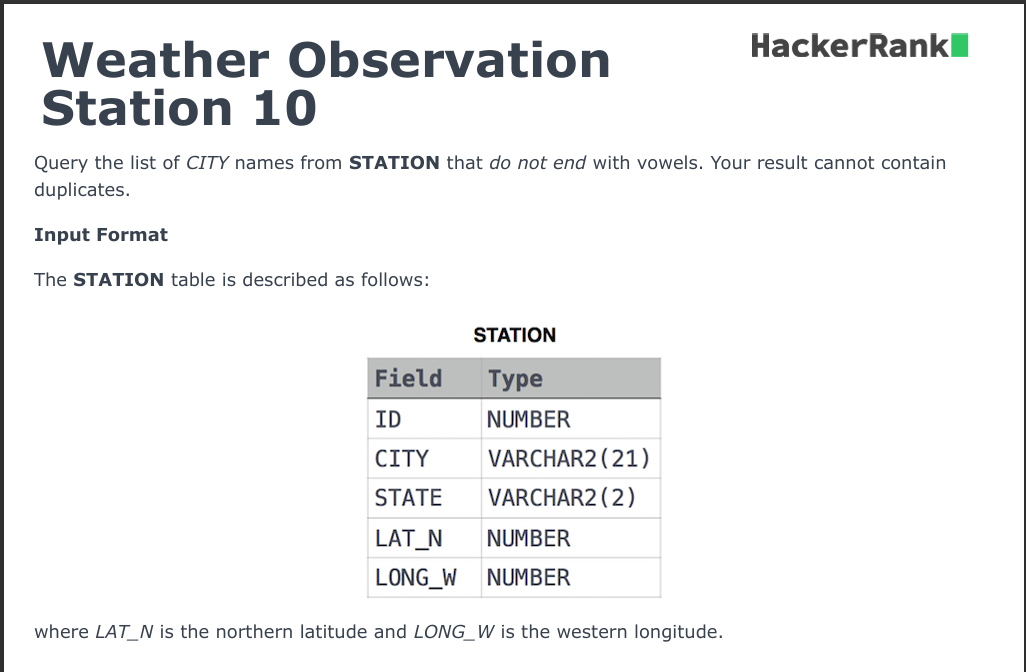 Weather Observation
Station 10
HackerRank
Query the list of CITY names from STATION that do not end with vowels. Your result cannot contain
duplicates.
Input Format
The STATION table is described as follows:
STATION
Field Type
ID NUMBER
CITY VARCHAR2(21)
STATE VARCHAR2(2)
LAT_N NUMBER
LONG_W NUMBER
where LAT_N is the northern latitude and LONG_W is the western longitude.